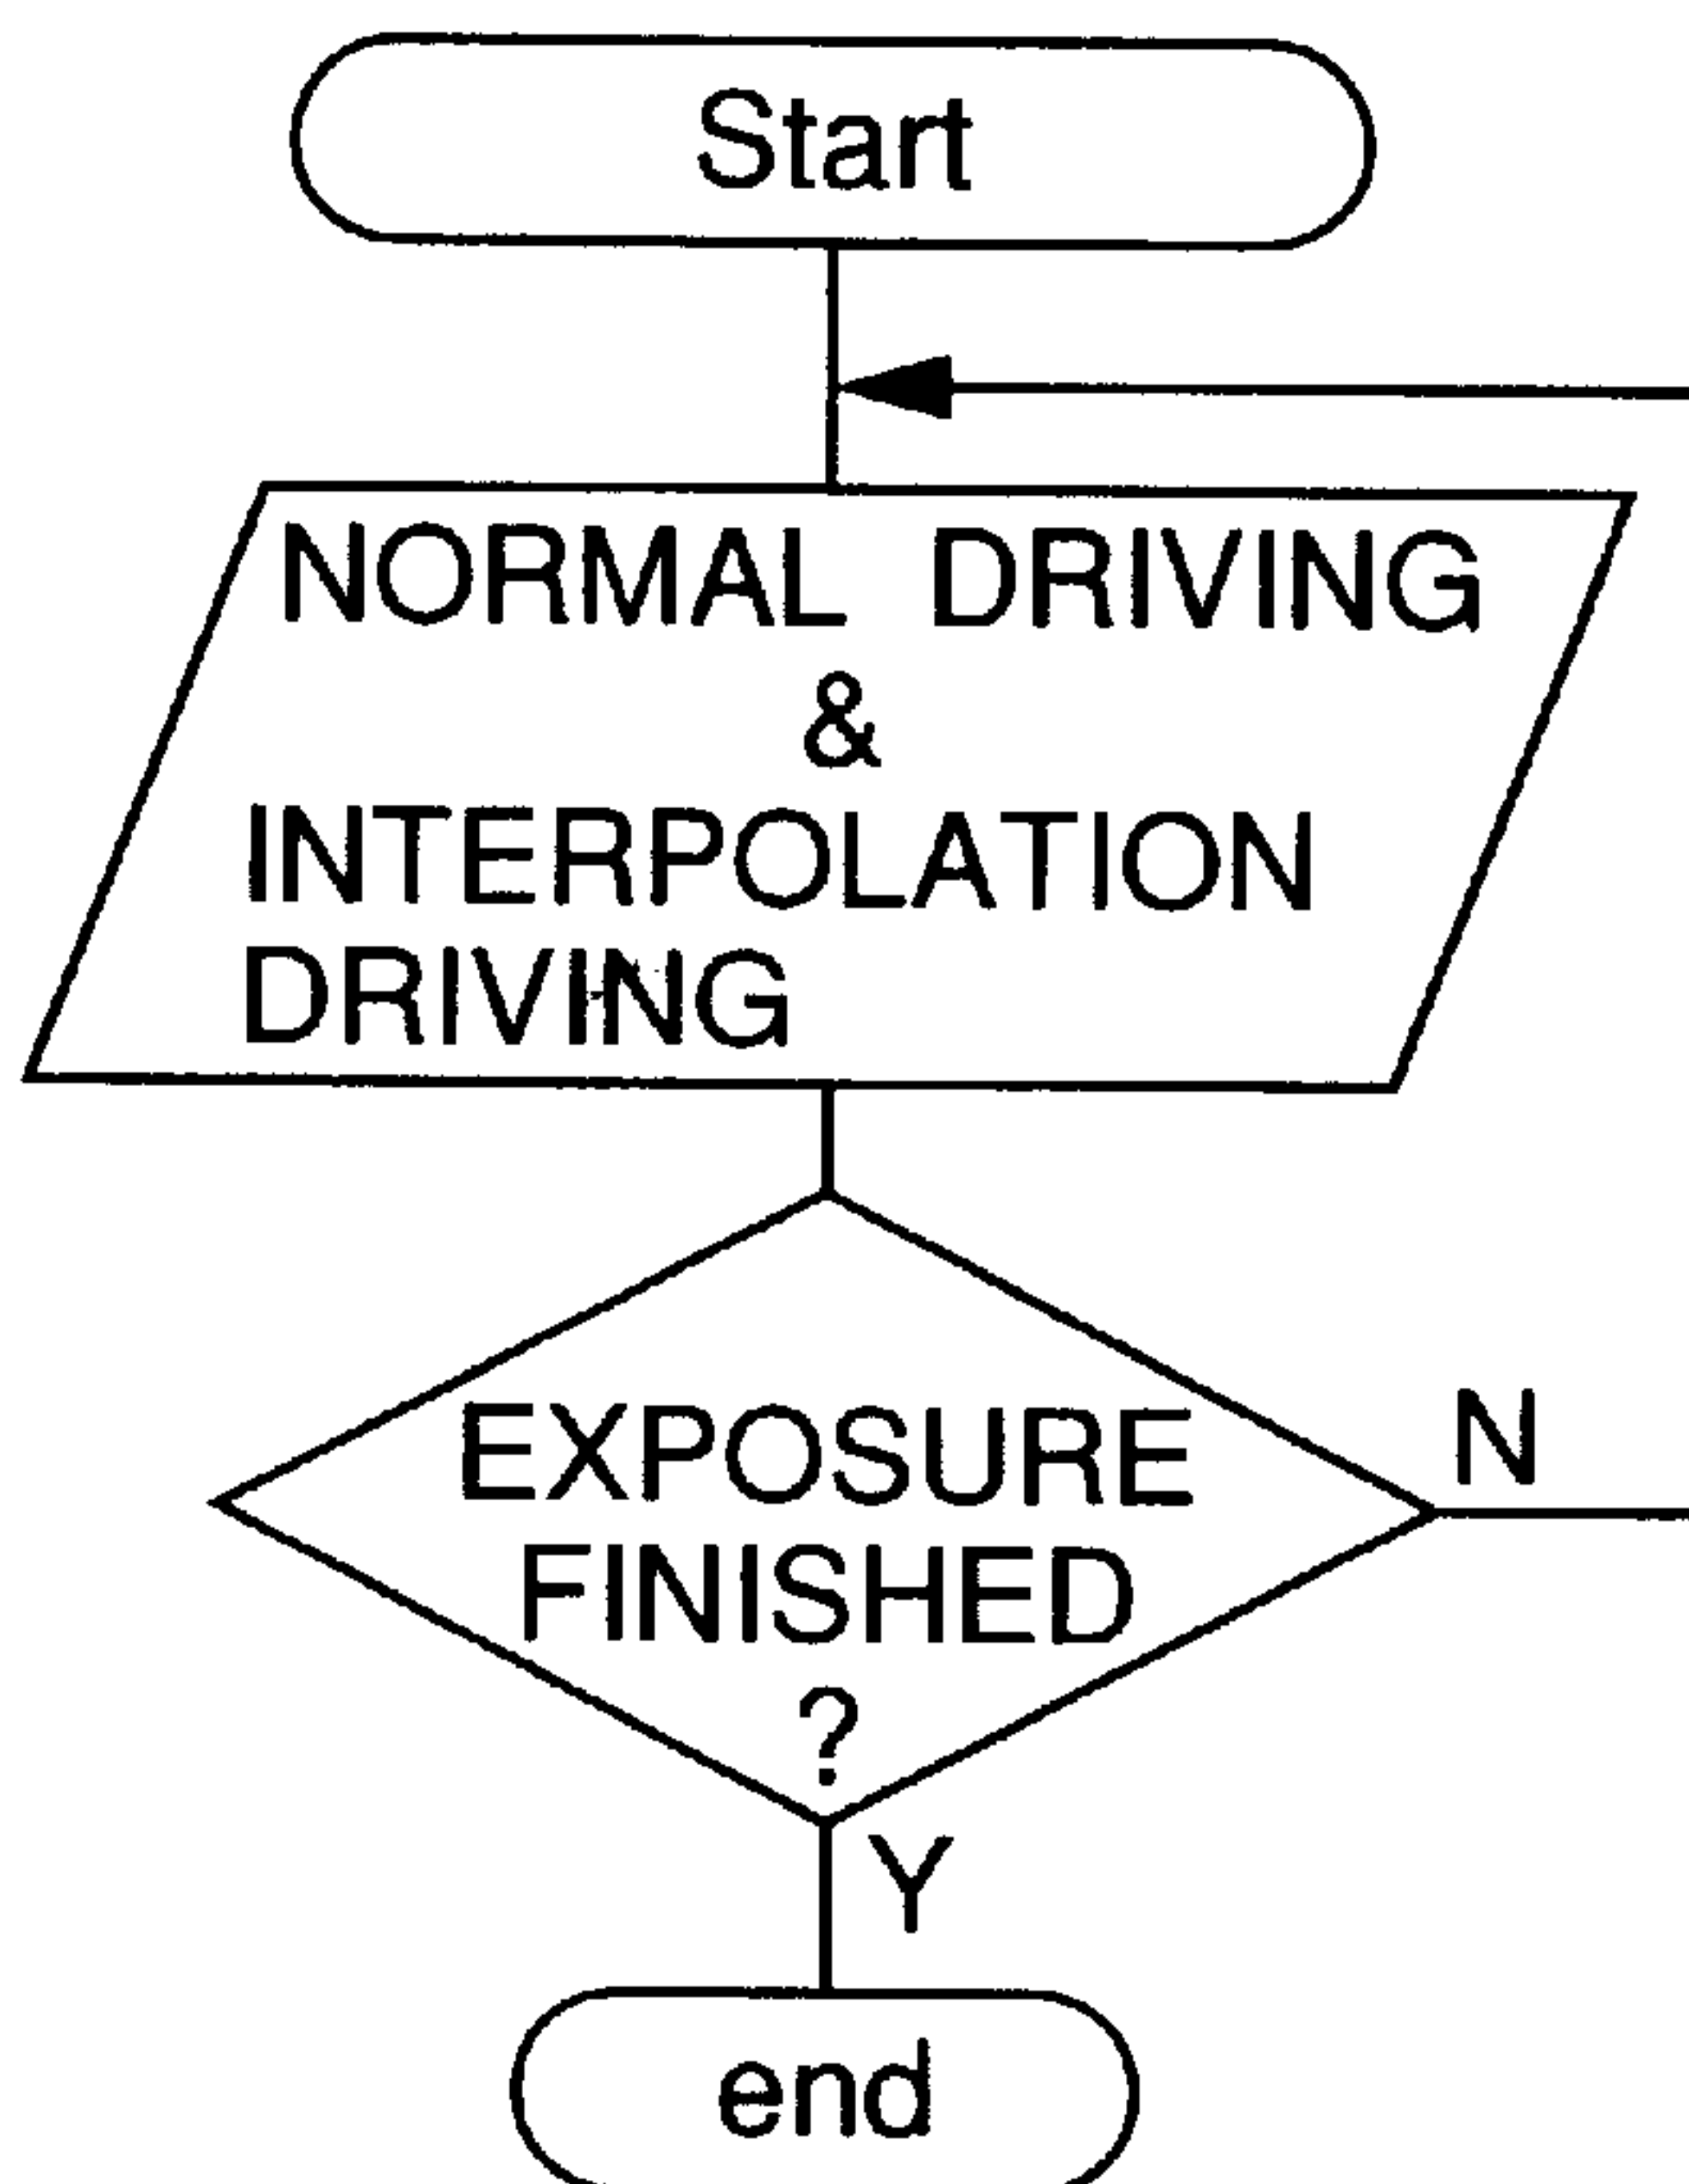 Start
NORMAL DRIVING
&
INTERPOLATION
DRIVING
EXPOSURE
FINISHED
?
N
Y
end